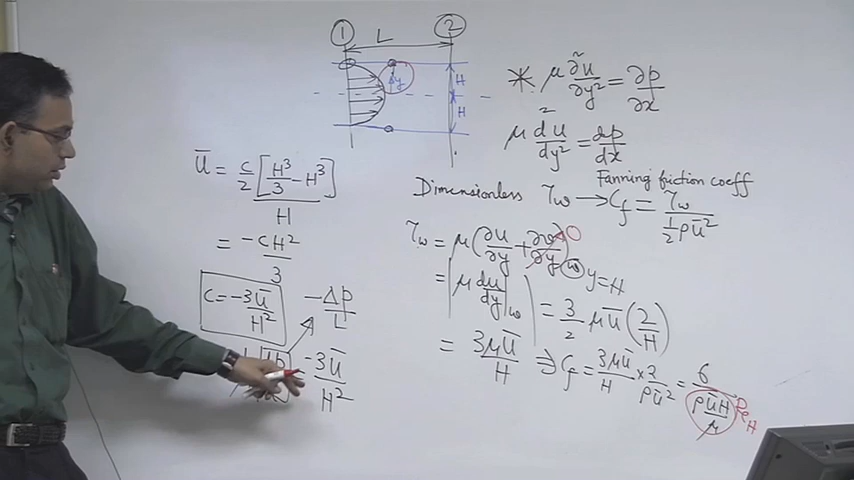 1 2
L
Δy H
H
* μ ∂²u/∂y² = ∂p/∂x
μ d²u/dy² = dp/dx
Fanning friction coeff
Dimensionless τw → Cf = τw / ½ρū²
ū = c/2 [H³/3 − H³] / H
= −cH²/3
c = −3ū/H²
−Δp/L
= −3ū/H²
τw = μ(∂u/∂y + ∂v/∂y) 0 w y=H
= |μ du/dy|w| = 3/2 μū (2/H)
= 3μū/H ⇒ Cf = 3μū/H × 2/ρū² = 6 / (ρūH/μ) ReH